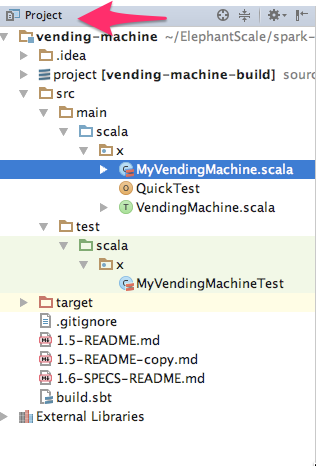 Project
vending-machine ~/ElephantScale/spark-
.idea
project [vending-machine-build] sourc
src
main
scala
x
MyVendingMachine.scala
QuickTest
VendingMachine.scala
test
scala
x
MyVendingMachineTest
target
.gitignore
1.5-README.md
1.5-README-copy.md
1.6-SPECS-README.md
build.sbt
External Libraries